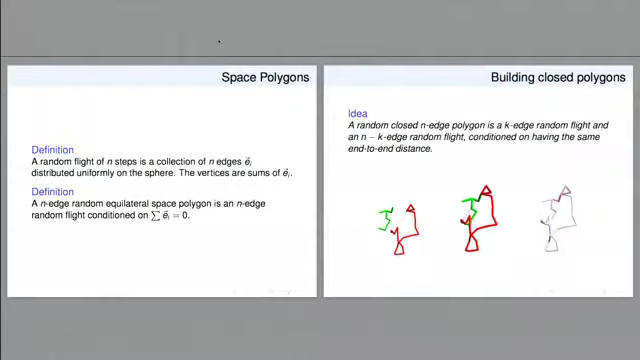 Space Polygons
Definition
A random flight of n steps is a collection of n edges e⃗ᵢ
distributed uniformly on the sphere. The vertices are sums of e⃗ᵢ.
Definition
A n-edge random equilateral space polygon is an n-edge
random flight conditioned on ∑ e⃗ᵢ = 0.
Building closed polygons
Idea
A random closed n-edge polygon is a k-edge random flight and
an n − k-edge random flight, conditioned on having the same
end-to-end distance.